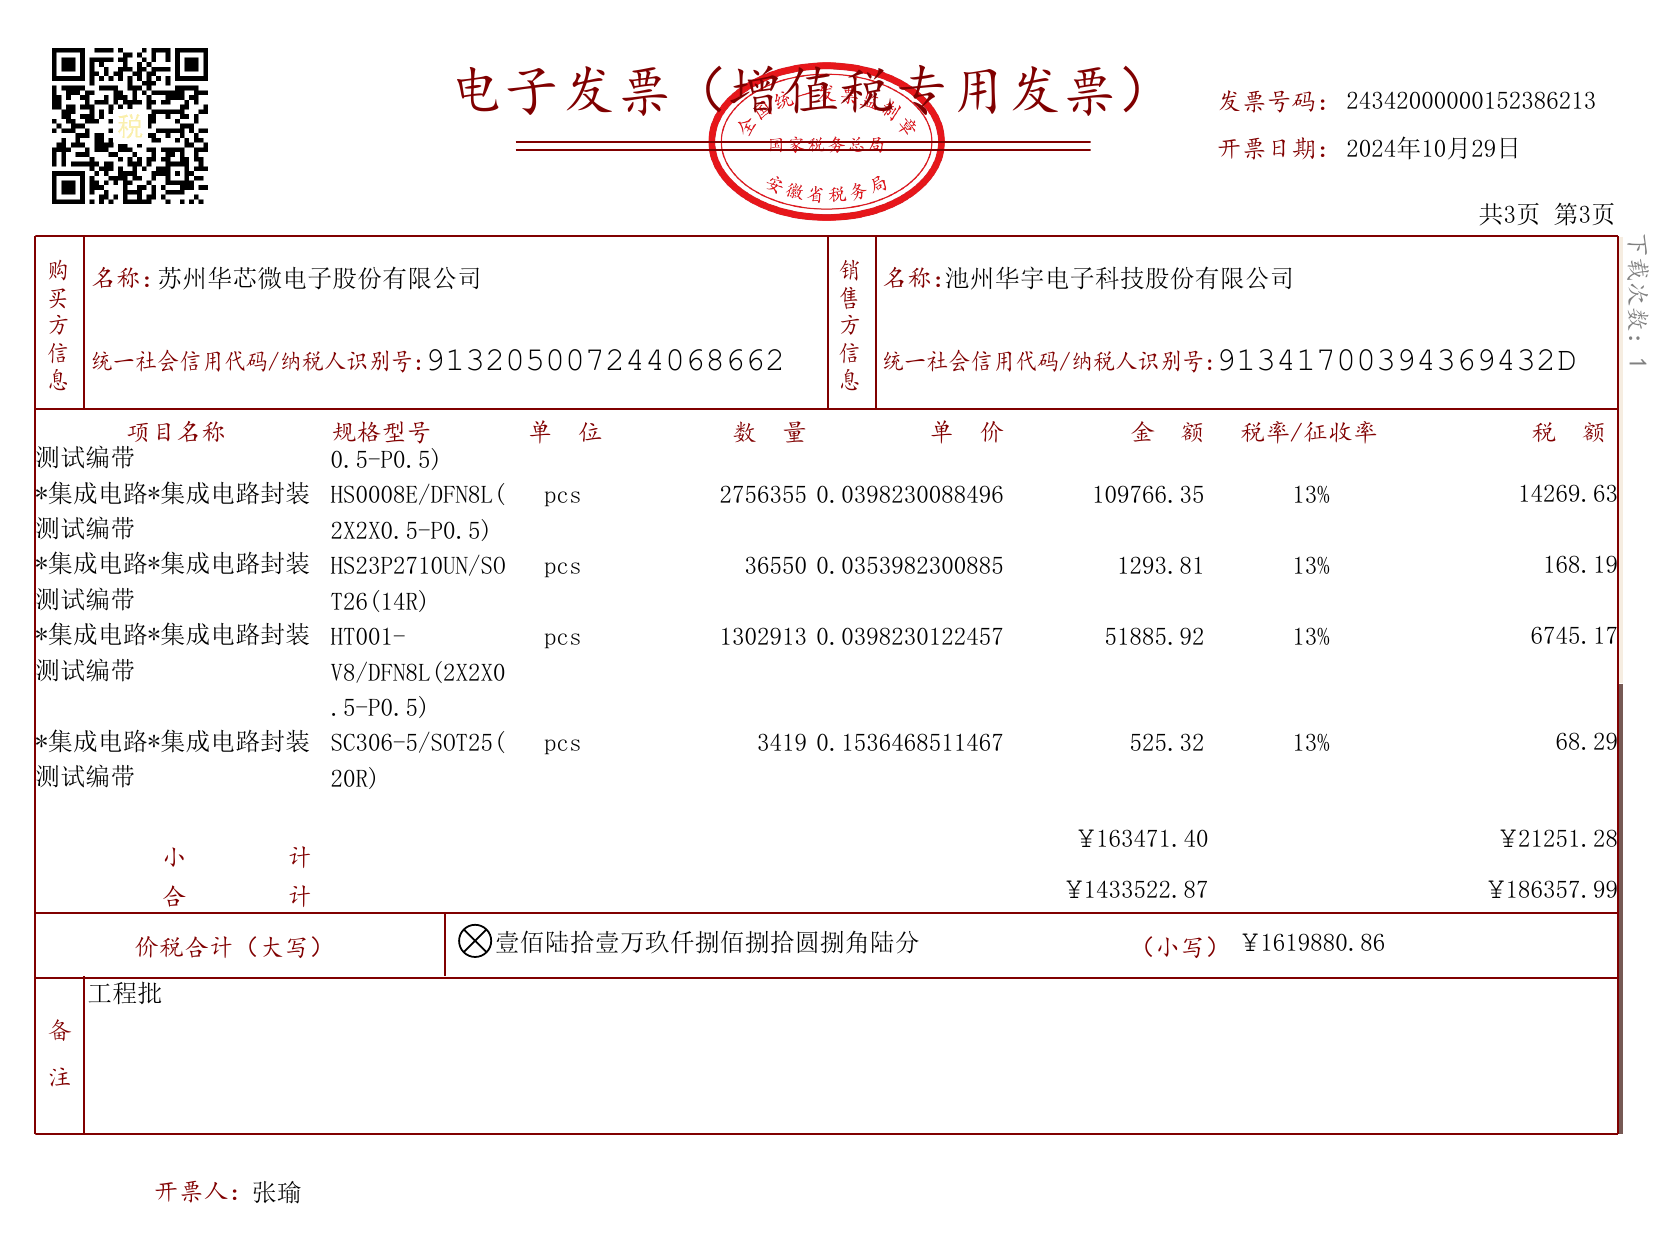 电子发票（增值税专用发票）
全国统一发票监制章
国家税务总局
安徽省税务局
税
发票号码：24342000000152386213
开票日期：2024年10月29日
共3页 第3页
下载次数：1
购买方信息
名称：苏州华芯微电子股份有限公司
统一社会信用代码/纳税人识别号：913205007244068662
销售方信息
名称：池州华宇电子科技股份有限公司
统一社会信用代码/纳税人识别号：91341700394369432D
项目名称 规格型号 单位 数量 单价 金额 税率/征收率 税额
测试编带 0.5-P0.5)
*集成电路*集成电路封装 HS0008E/DFN8L( pcs 2756355 0.0398230088496 109766.35 13% 14269.63
测试编带 2X2X0.5-P0.5)
*集成电路*集成电路封装 HS23P2710UN/SO pcs 36550 0.0353982300885 1293.81 13% 168.19
测试编带 T26(14R)
*集成电路*集成电路封装 HT001- pcs 1302913 0.0398230122457 51885.92 13% 6745.17
测试编带 V8/DFN8L(2X2X0
.5-P0.5)
*集成电路*集成电路封装 SC306-5/SOT25( pcs 3419 0.1536468511467 525.32 13% 68.29
测试编带 20R)
小计 ¥163471.40 ¥21251.28
合计 ¥1433522.87 ¥186357.99
价税合计（大写） 壹佰陆拾壹万玖仟捌佰捌拾圆捌角陆分 （小写） ¥1619880.86
备注
工程批
开票人：张瑜